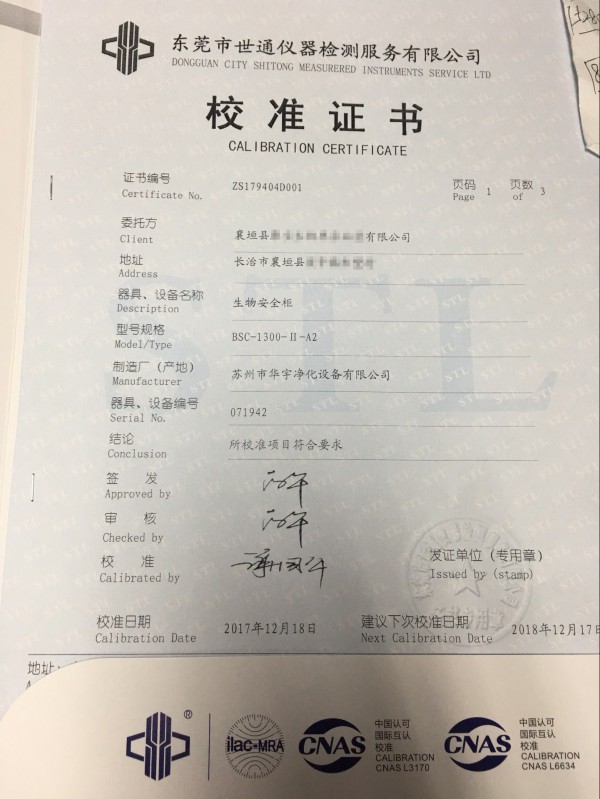 东莞市世通仪器检测服务有限公司
DONGGUAN CITY SHITONG MEASURERED INSTRUMENTS SERVICE LTD
校准证书
CALIBRATION CERTIFICATE
证书编号 ZS179404D001 页码 1 页数 3
Certificate No. Page of
委托方 襄垣县 有限公司
Client
地址 长治市襄垣县
Address
器具、设备名称 生物安全柜
Description
型号规格 BSC-1300-II-A2
Model/Type
制造厂（产地） 苏州市华宇净化设备有限公司
Manufacturer
器具、设备编号 071942
Serial No.
结论 所校准项目符合要求
Conclusion
签发
Approved by
审核
Checked by
校准 发证单位（专用章）
Calibrated by Issued by (stamp)
校准日期 2017年12月18日 建议下次校准日期 2018年12月17日
Calibration Date Next Calibration Date
地址:
STL
® 中国认可 中国认可
国际互认 国际互认
ilac-MRA CNAS 校准 CNAS 校准
CALIBRATION CALIBRATION
CNAS L3170 CNAS L6634